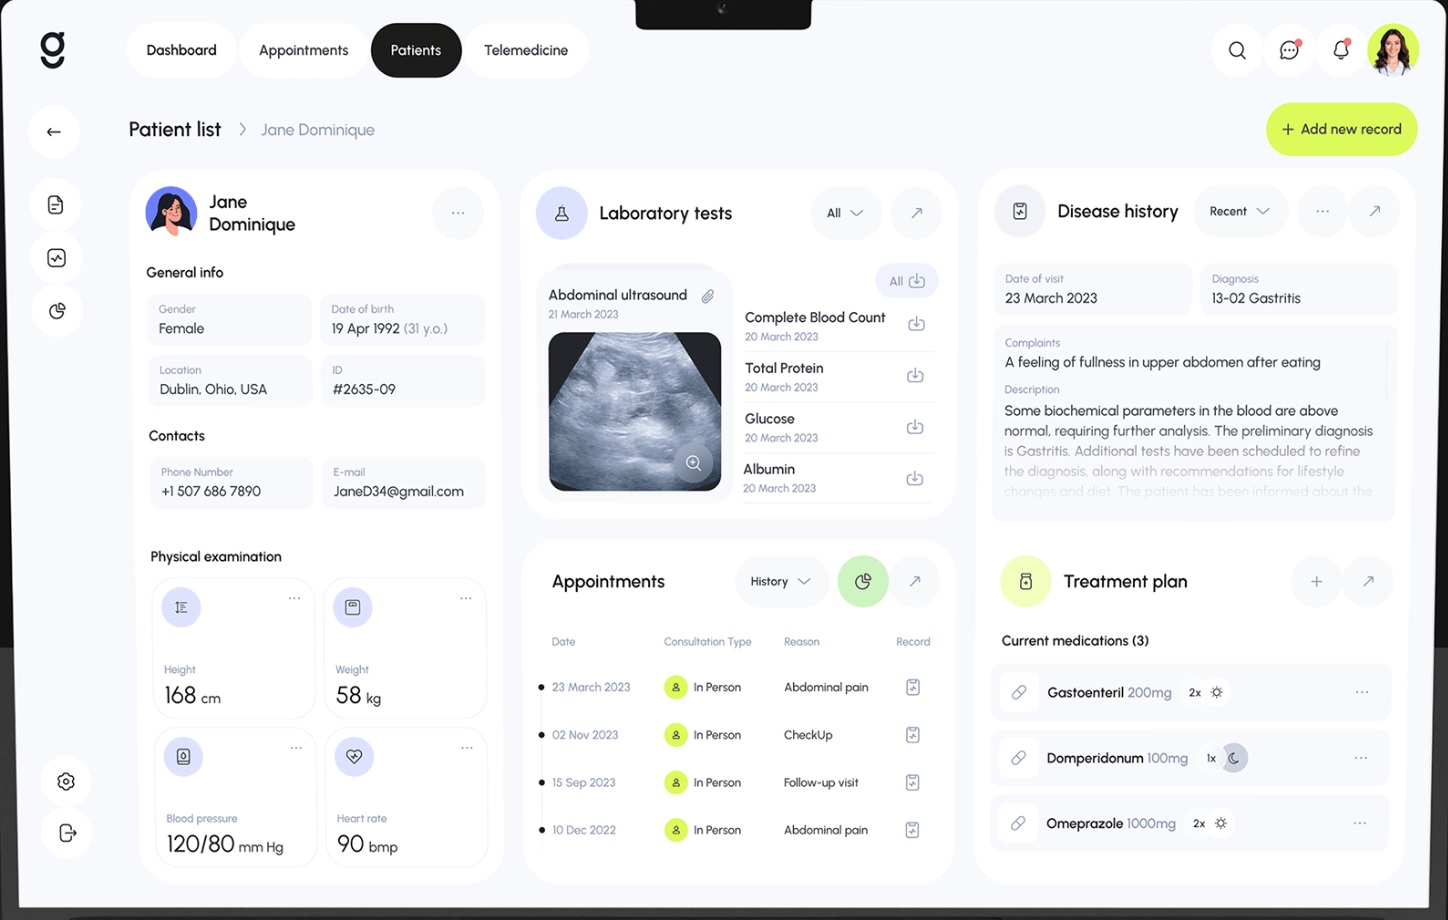 g
Dashboard
Appointments
Patients
Telemedicine
Patient list
Jane Dominique
+ Add new record
Jane
Dominique
General info
Gender
Female
Date of birth
19 Apr 1992 (31 y.o.)
Location
Dublin, Ohio, USA
ID
#2635-09
Contacts
Phone Number
+1 507 686 7890
E-mail
JaneD34@gmail.com
Physical examination
Height
168 cm
Weight
58 kg
Blood pressure
120/80 mm Hg
Heart rate
90 bmp
Laboratory tests
All
Abdominal ultrasound
21 March 2023
All
Complete Blood Count
20 March 2023
Total Protein
20 March 2023
Glucose
20 March 2023
Albumin
20 March 2023
Appointments
History
Date Consultation Type Reason Record
23 March 2023 In Person Abdominal pain
02 Nov 2023 In Person CheckUp
15 Sep 2023 In Person Follow-up visit
10 Dec 2022 In Person Abdominal pain
Disease history
Recent
Date of visit
23 March 2023
Diagnosis
13-02 Gastritis
Complaints
A feeling of fullness in upper abdomen after eating
Description
Some biochemical parameters in the blood are above
normal, requiring further analysis. The preliminary diagnosis
is Gastritis. Additional tests have been scheduled to refine
the diagnosis, along with recommendations for lifestyle
changes and diet. The patient has been informed about the
Treatment plan
Current medications (3)
Gastoenteril 200mg 2x
Domperidonum 100mg 1x
Omeprazole 1000mg 2x